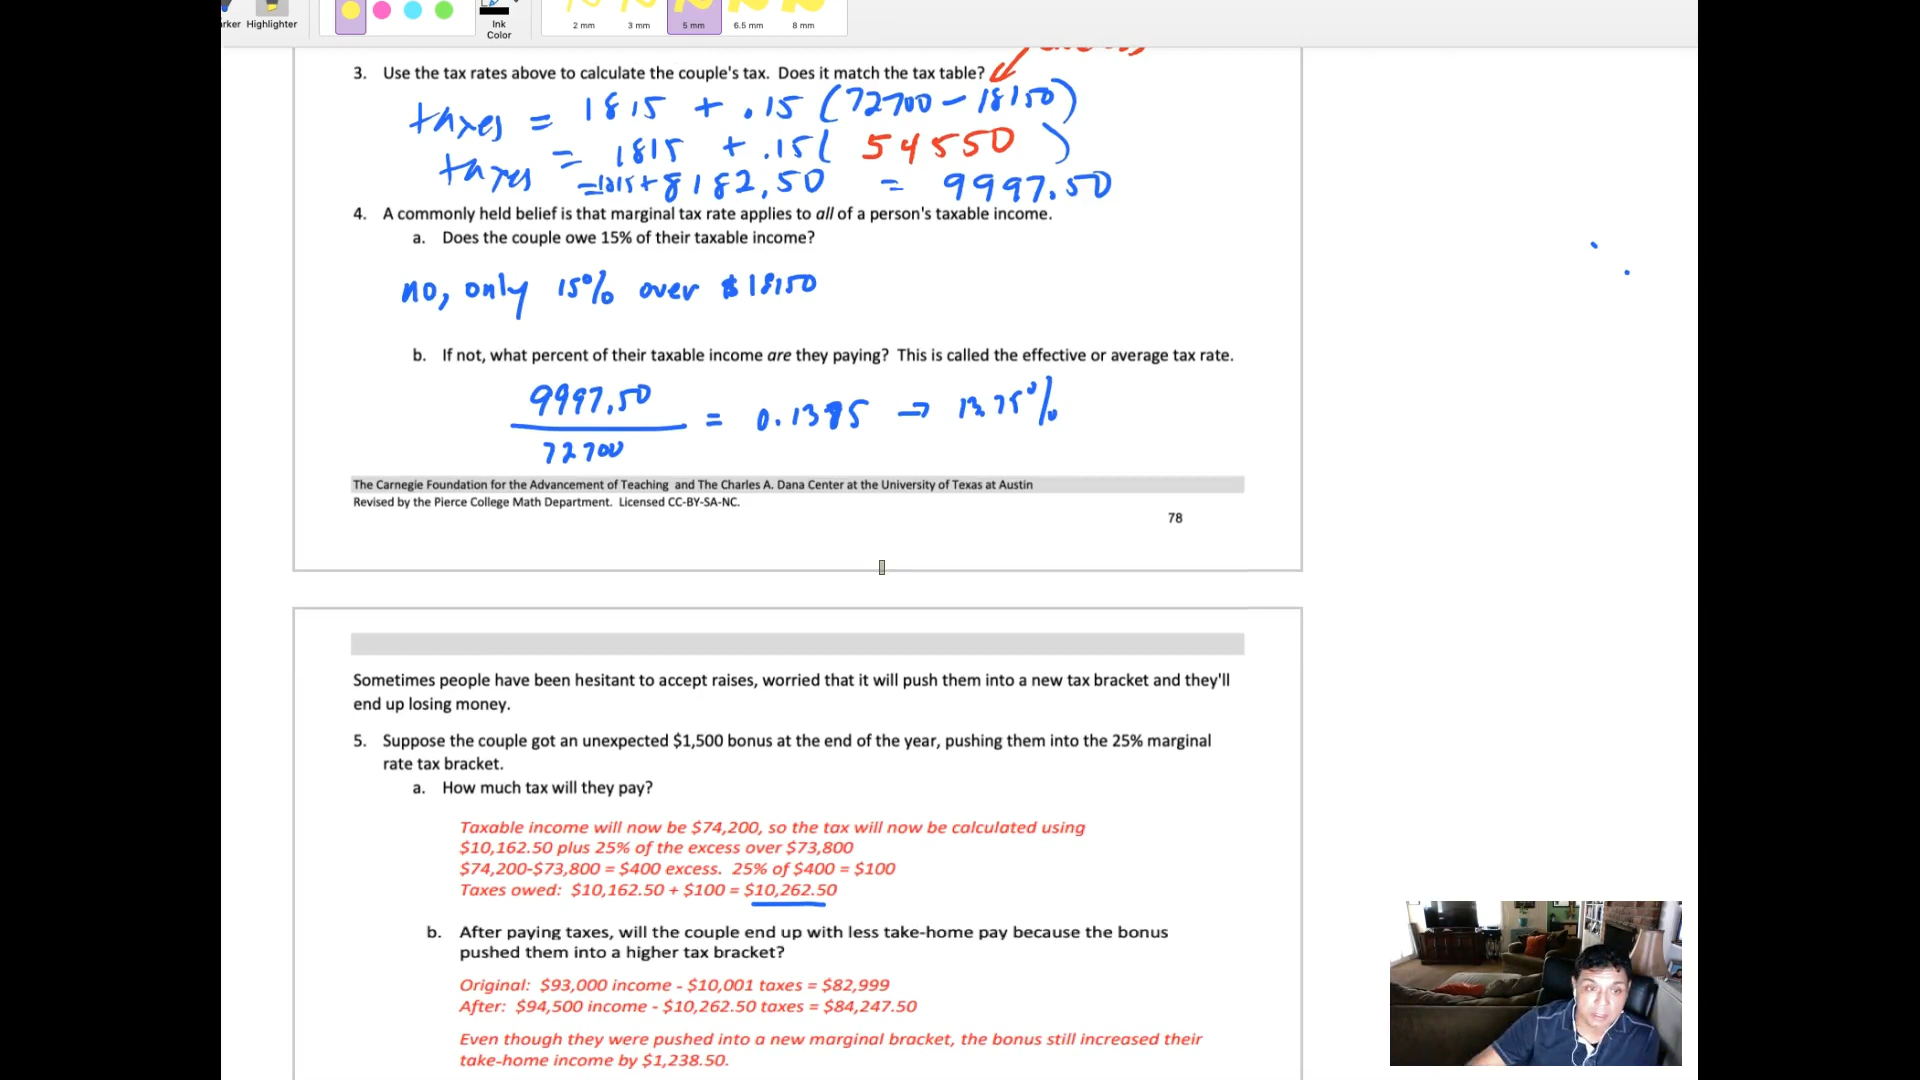 rker Highlighter
Ink
Color
2 mm 3 mm 5 mm 6.5 mm 8 mm
3. Use the tax rates above to calculate the couple's tax. Does it match the tax table?
taxes = 1815 + .15 (72700 - 18150)
taxes = 1815 + .15( 54550 )
=1815+8182.50 = 9997.50
4. A commonly held belief is that marginal tax rate applies to all of a person's taxable income.
a. Does the couple owe 15% of their taxable income?
no, only 15% over $18150
b. If not, what percent of their taxable income are they paying? This is called the effective or average tax rate.
9997.50
= 0.1375 → 13.75%
72700
The Carnegie Foundation for the Advancement of Teaching and The Charles A. Dana Center at the University of Texas at Austin
Revised by the Pierce College Math Department. Licensed CC-BY-SA-NC.
78
Sometimes people have been hesitant to accept raises, worried that it will push them into a new tax bracket and they'll
end up losing money.
5. Suppose the couple got an unexpected $1,500 bonus at the end of the year, pushing them into the 25% marginal
rate tax bracket.
a. How much tax will they pay?
Taxable income will now be $74,200, so the tax will now be calculated using
$10,162.50 plus 25% of the excess over $73,800
$74,200-$73,800 = $400 excess. 25% of $400 = $100
Taxes owed: $10,162.50 + $100 = $10,262.50
b. After paying taxes, will the couple end up with less take-home pay because the bonus
pushed them into a higher tax bracket?
Original: $93,000 income - $10,001 taxes = $82,999
After: $94,500 income - $10,262.50 taxes = $84,247.50
Even though they were pushed into a new marginal bracket, the bonus still increased their
take-home income by $1,238.50.